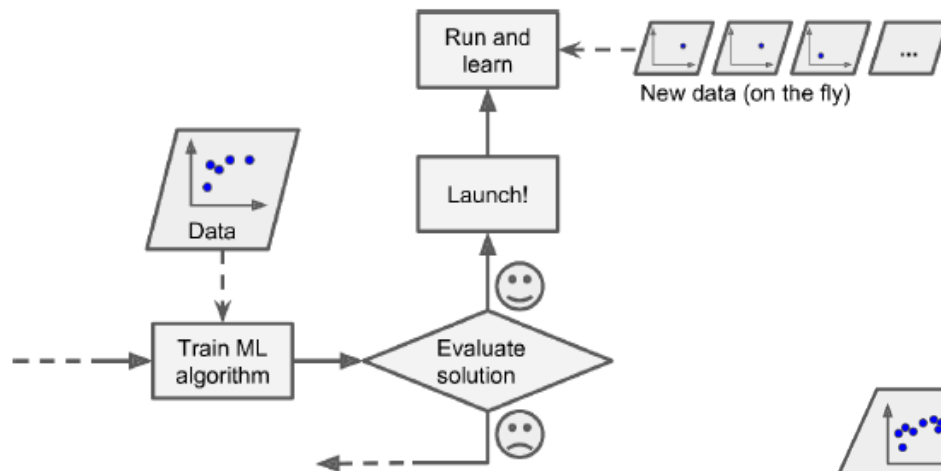 Run and
learn
New data (on the fly)
...
Launch!
Data
Train ML
algorithm
Evaluate
solution